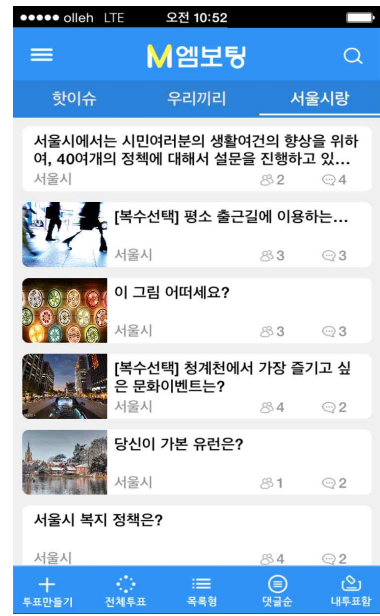 olleh LTE 오전 10:52
M엠보팅
핫이슈 우리끼리 서울시랑
서울시에서는 시민여러분의 생활여건의 향상을 위하
여, 40여개의 정책에 대해서 설문을 진행하고 있...
서울시 2 4
[복수선택] 평소 출근길에 이용하는...
서울시 3 3
이 그림 어떠세요?
서울시 3 3
[복수선택] 청계천에서 가장 즐기고 싶
은 문화이벤트는?
서울시 4 2
당신이 가본 유런은?
서울시 1 2
서울시 복지 정책은?
서울시 4 2
투표만들기 전체투표 목록형 댓글순 내투표함